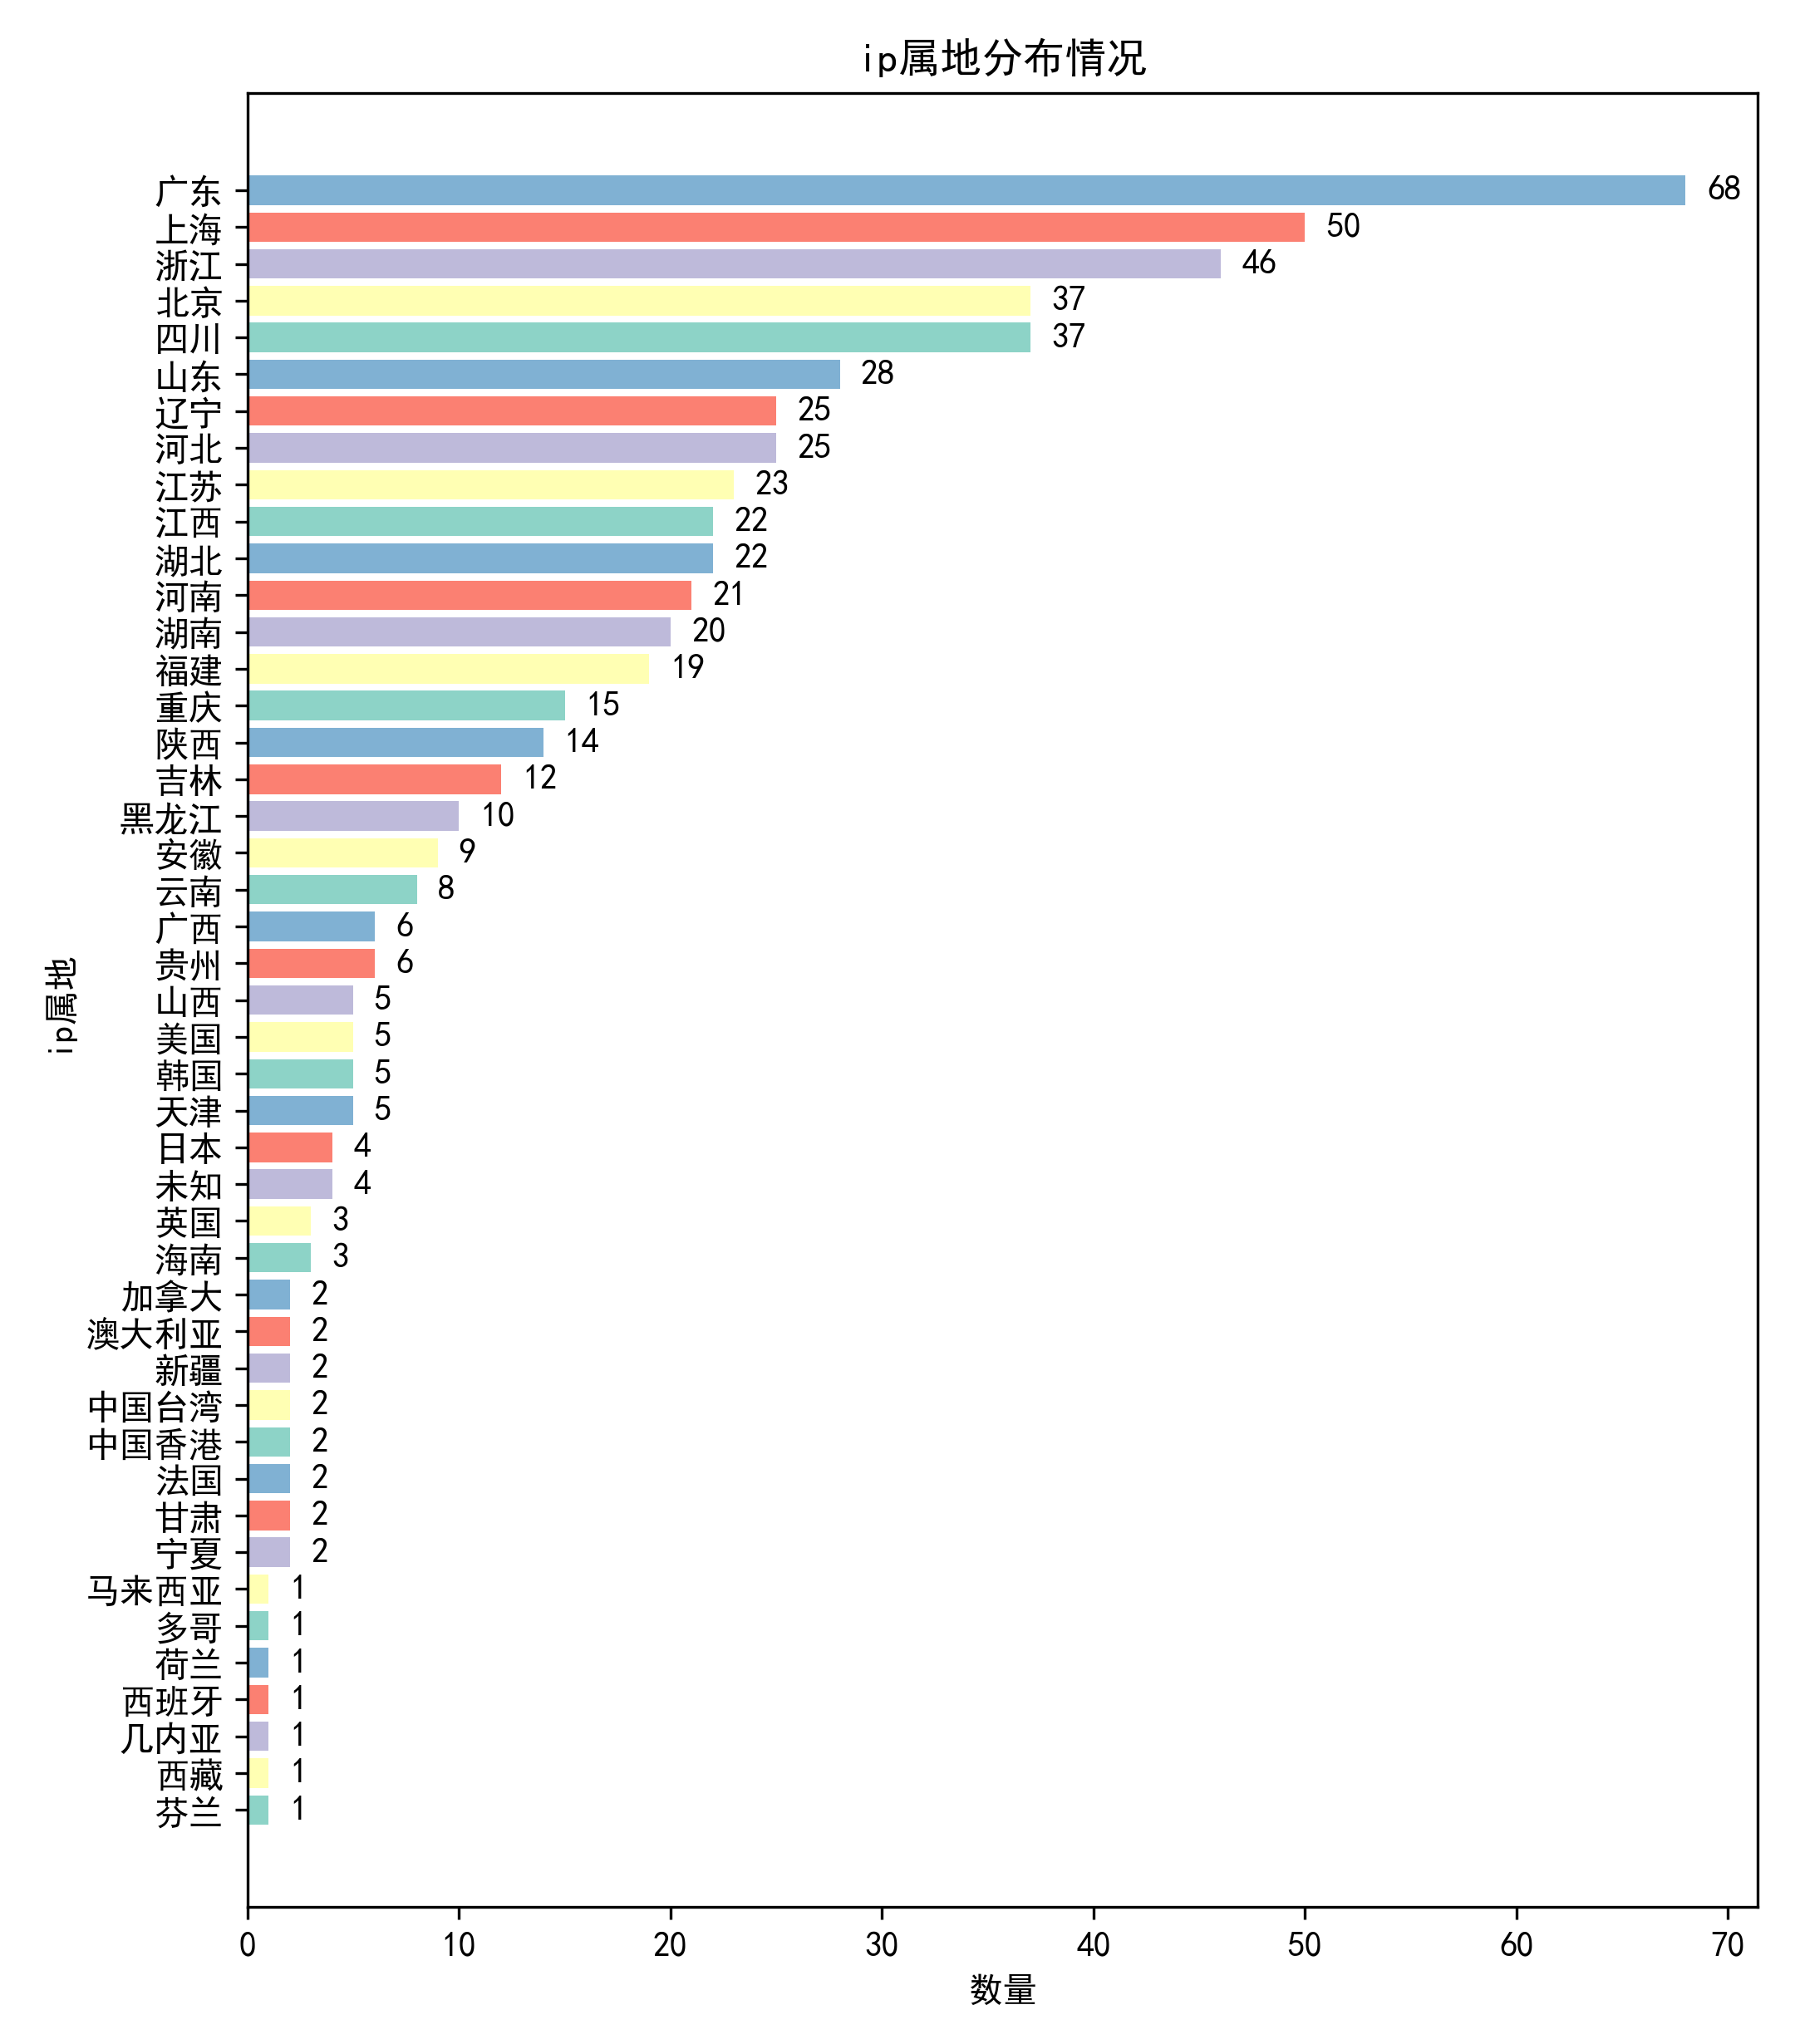 ip属地分布情况
广东 68
上海 50
浙江 46
北京 37
四川 37
山东 28
辽宁 25
河北 25
江苏 23
江西 22
湖北 22
河南 21
湖南 20
福建 19
重庆 15
陕西 14
吉林 12
黑龙江 10
安徽 9
云南 8
广西 6
贵州 6
山西 5
美国 5
韩国 5
天津 5
日本 4
未知 4
英国 3
海南 3
加拿大 2
澳大利亚 2
新疆 2
中国台湾 2
中国香港 2
法国 2
甘肃 2
宁夏 2
马来西亚 1
多哥 1
荷兰 1
西班牙 1
几内亚 1
西藏 1
芬兰 1
ip属地
0 10 20 30 40 50 60 70
数量